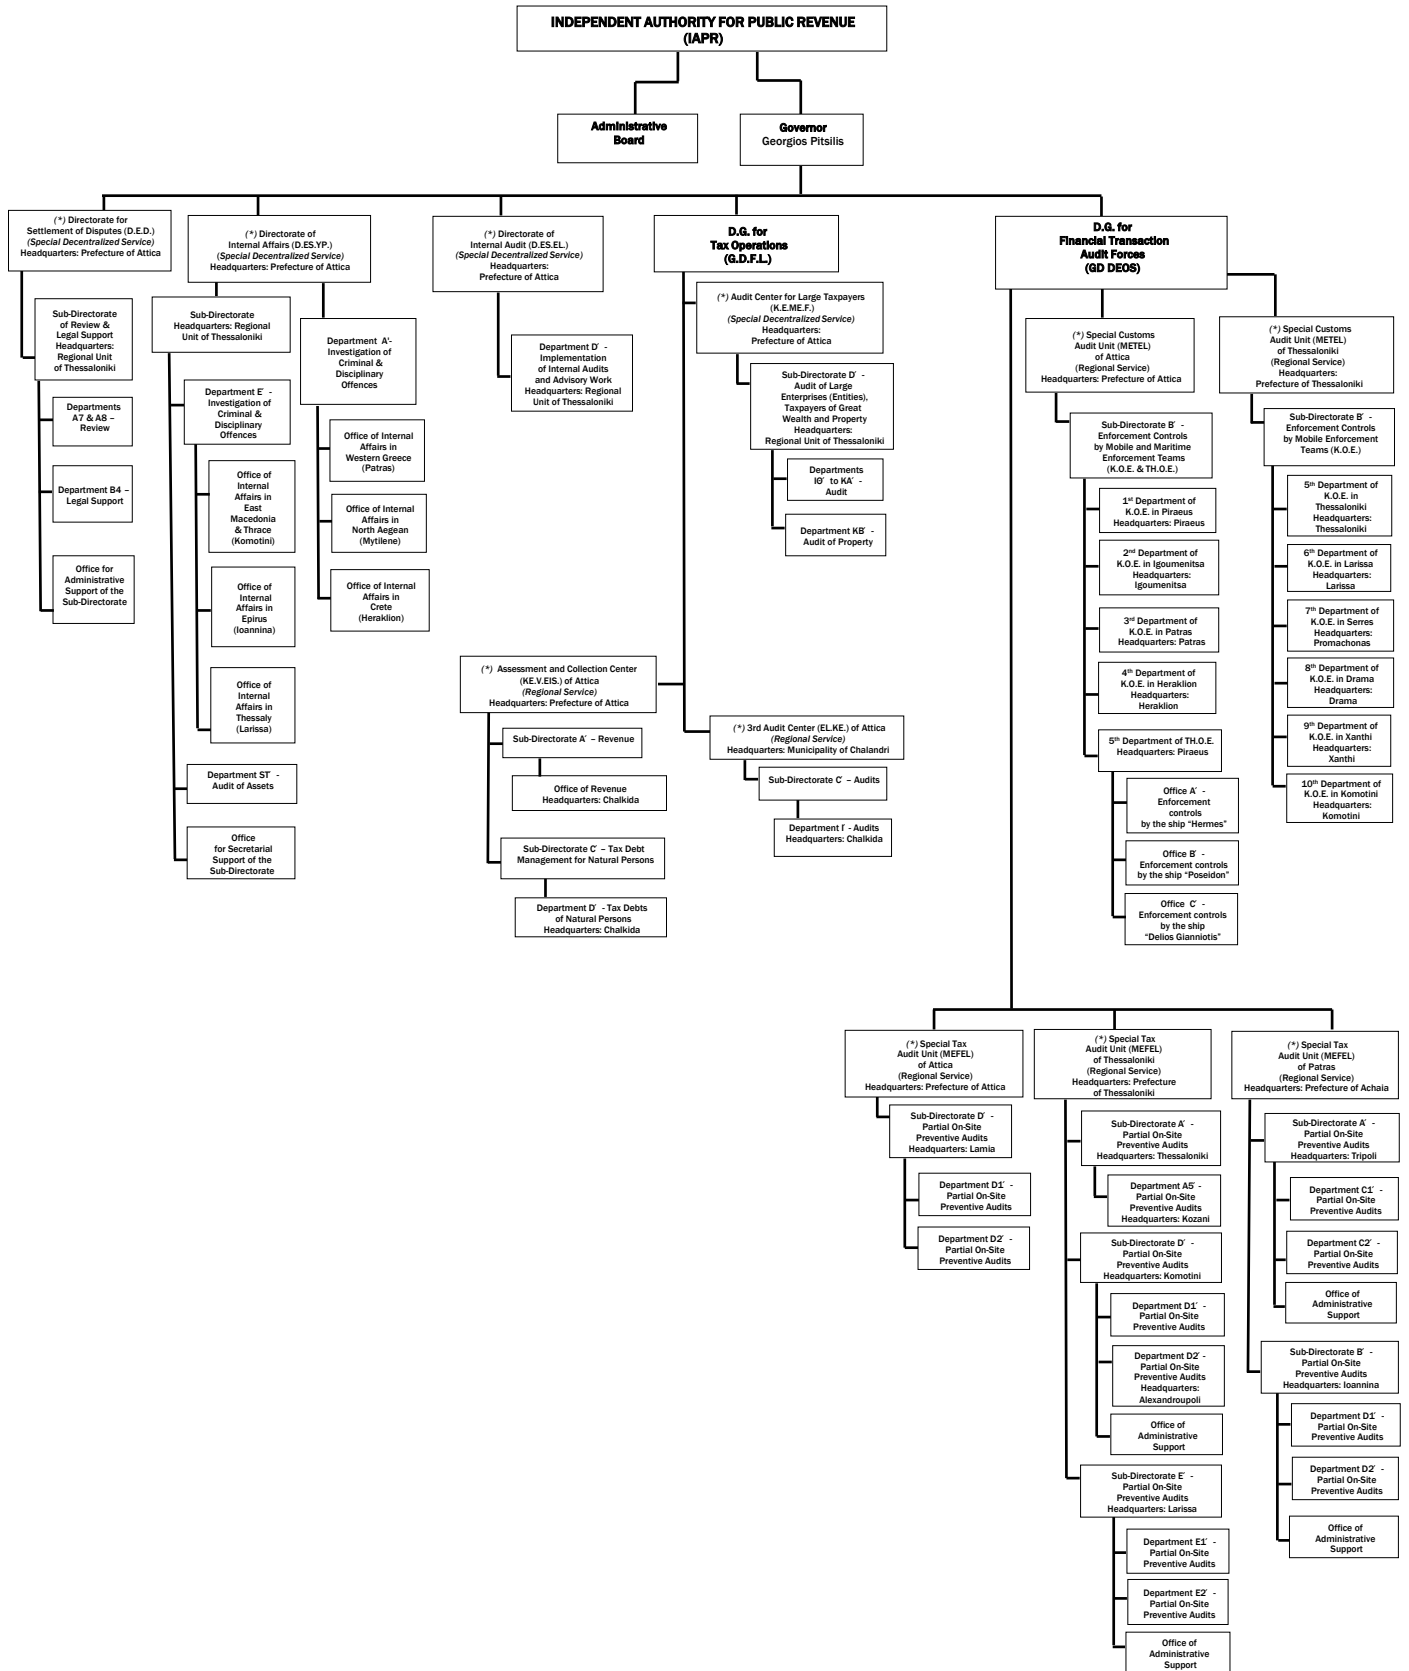 INDEPENDENT AUTHORITY FOR PUBLIC REVENUE
(IAPR)
Administrative
Board
Governor
Georgios Pitsilis
(*) Directorate for
Settlement of Disputes (D.E.D.)
(Special Decentralized Service)
Headquarters: Prefecture of Attica
Sub-Directorate
of Review &
Legal Support
Headquarters:
Regional Unit
of Thessaloniki
Departments
A7 & A8 –
Review
Department B4 –
Legal Support
Office for
Administrative
Support of the
Sub-Directorate
(*) Directorate of
Internal Affairs (D.ES.YP.)
(Special Decentralized Service)
Headquarters: Prefecture of Attica
Sub-Directorate
Headquarters: Regional
Unit of Thessaloniki
Department E´ -
Investigation of
Criminal &
Disciplinary
Offences
Office of
Internal
Affairs in
East
Macedonia
& Thrace
(Komotini)
Office of
Internal
Affairs in
Epirus
(Ioannina)
Office of
Internal
Affairs in
Thessaly
(Larissa)
Department ST´ -
Audit of Assets
Office
for Secretarial
Support of the
Sub-Directorate
Department A'-
Investigation of
Criminal &
Disciplinary
Offences
Office of Internal
Affairs in
Western Greece
(Patras)
Office of Internal
Affairs in
North Aegean
(Mytilene)
Office of Internal
Affairs in
Crete
(Heraklion)
(*) Directorate of
Internal Audit (D.ES.EL.)
(Special Decentralized Service)
Headquarters:
Prefecture of Attica
Department D´ -
Implementation
of Internal Audits
and Advisory Work
Headquarters: Regional
Unit of Thessaloniki
D.G. for
Tax Operations
(G.D.F.L.)
(*) Audit Center for Large Taxpayers
(K.E.ME.F.)
(Special Decentralized Service)
Headquarters:
Prefecture of Attica
Sub-Directorate D´ -
Audit of Large
Enterprises (Entities),
Taxpayers of Great
Wealth and Property
Headquarters:
Regional Unit of Thessaloniki
Departments
IΘ´ to KA´ -
Audit
Department KB´ -
Audit of Property
(*) Assessment and Collection Center
(KE.V.EIS.) of Attica
(Regional Service)
Headquarters: Prefecture of Attica
Sub-Directorate A´ – Revenue
Office of Revenue
Headquarters: Chalkida
Sub-Directorate C´ – Tax Debt
Management for Natural Persons
Department D´ - Tax Debts
of Natural Persons
Headquarters: Chalkida
(*) 3rd Audit Center (EL.KE.) of Attica
(Regional Service)
Headquarters: Municipality of Chalandri
Sub-Directorate C´ – Audits
Department I´ - Audits
Headquarters: Chalkida
D.G. for
Financial Transaction
Audit Forces
(GD DEOS)
(*) Special Customs
Audit Unit (METEL)
of Attica
(Regional Service)
Headquarters: Prefecture of Attica
Sub-Directorate B´ -
Enforcement Controls
by Mobile and Maritime
Enforcement Teams
(K.O.E. & TH.O.E.)
1st Department of
K.O.E. in Piraeus
Headquarters: Piraeus
2nd Department of
K.O.E. in Igoumenitsa
Headquarters:
Igoumenitsa
3rd Department of
K.O.E. in Patras
Headquarters: Patras
4th Department of
K.O.E. in Heraklion
Headquarters:
Heraklion
5th Department of TH.O.E.
Headquarters: Piraeus
Office A´ -
Enforcement
controls
by the ship “Hermes”
Office B´ -
Enforcement controls
by the ship “Poseidon”
Office C´ -
Enforcement controls
by the ship
“Delios Gianniotis”
(*) Special Customs
Audit Unit (METEL)
of Thessaloniki
(Regional Service)
Headquarters:
Prefecture of Thessaloniki
Sub-Directorate B´ -
Enforcement Controls
by Mobile Enforcement
Teams (K.O.E.)
5th Department of
K.O.E. in
Thessaloniki
Headquarters:
Thessaloniki
6th Department of
K.O.E. in Larissa
Headquarters:
Larissa
7th Department of
K.O.E. in Serres
Headquarters:
Promachonas
8th Department of
K.O.E. in Drama
Headquarters:
Drama
9th Department of
K.O.E. in Xanthi
Headquarters:
Xanthi
10th Department of
K.O.E. in Komotini
Headquarters:
Komotini
(*) Special Tax
Audit Unit (MEFEL)
of Attica
(Regional Service)
Headquarters: Prefecture of Attica
Sub-Directorate D´ -
Partial On-Site
Preventive Audits
Headquarters: Lamia
Department D1´ -
Partial On-Site
Preventive Audits
Department D2´ -
Partial On-Site
Preventive Audits
(*) Special Tax
Audit Unit (MEFEL)
of Thessaloniki
(Regional Service)
Headquarters: Prefecture
of Thessaloniki
Sub-Directorate A´ -
Partial On-Site
Preventive Audits
Headquarters: Thessaloniki
Department A5´ -
Partial On-Site
Preventive Audits
Headquarters: Kozani
Sub-Directorate D´ -
Partial On-Site
Preventive Audits
Headquarters: Komotini
Department D1´ -
Partial On-Site
Preventive Audits
Department D2´ -
Partial On-Site
Preventive Audits
Headquarters:
Alexandroupoli
Office of
Administrative
Support
Sub-Directorate E´ -
Partial On-Site
Preventive Audits
Headquarters: Larissa
Department E1´ -
Partial On-Site
Preventive Audits
Department E2´ -
Partial On-Site
Preventive Audits
Office of
Administrative
Support
(*) Special Tax
Audit Unit (MEFEL)
of Patras
(Regional Service)
Headquarters: Prefecture of Achaia
Sub-Directorate A´ -
Partial On-Site
Preventive Audits
Headquarters: Tripoli
Department C1´ -
Partial On-Site
Preventive Audits
Department C2´ -
Partial On-Site
Preventive Audits
Office of
Administrative
Support
Sub-Directorate B´ -
Partial On-Site
Preventive Audits
Headquarters: Ioannina
Department D1´ -
Partial On-Site
Preventive Audits
Department D2´ -
Partial On-Site
Preventive Audits
Office of
Administrative
Support